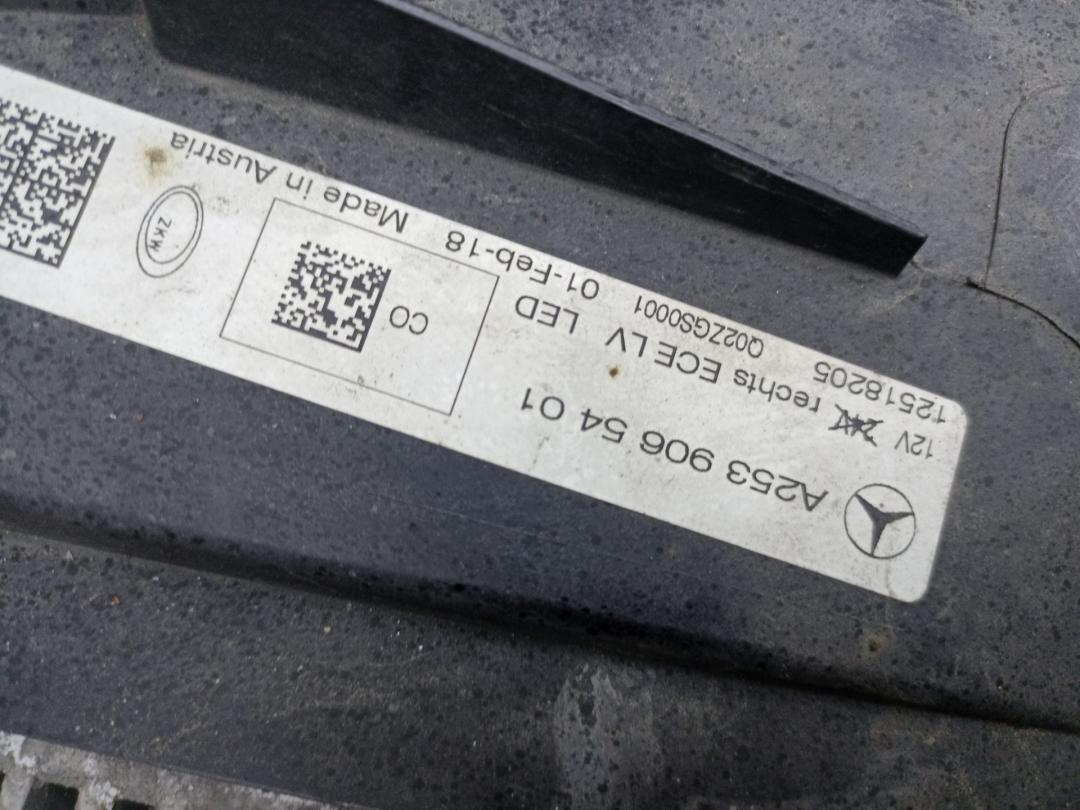 A253 906 54 01
12V 24V rechts ECE LV LED
12518205 Q02ZGS0001 01-Feb-18 Made in Austria
CO
ZKW